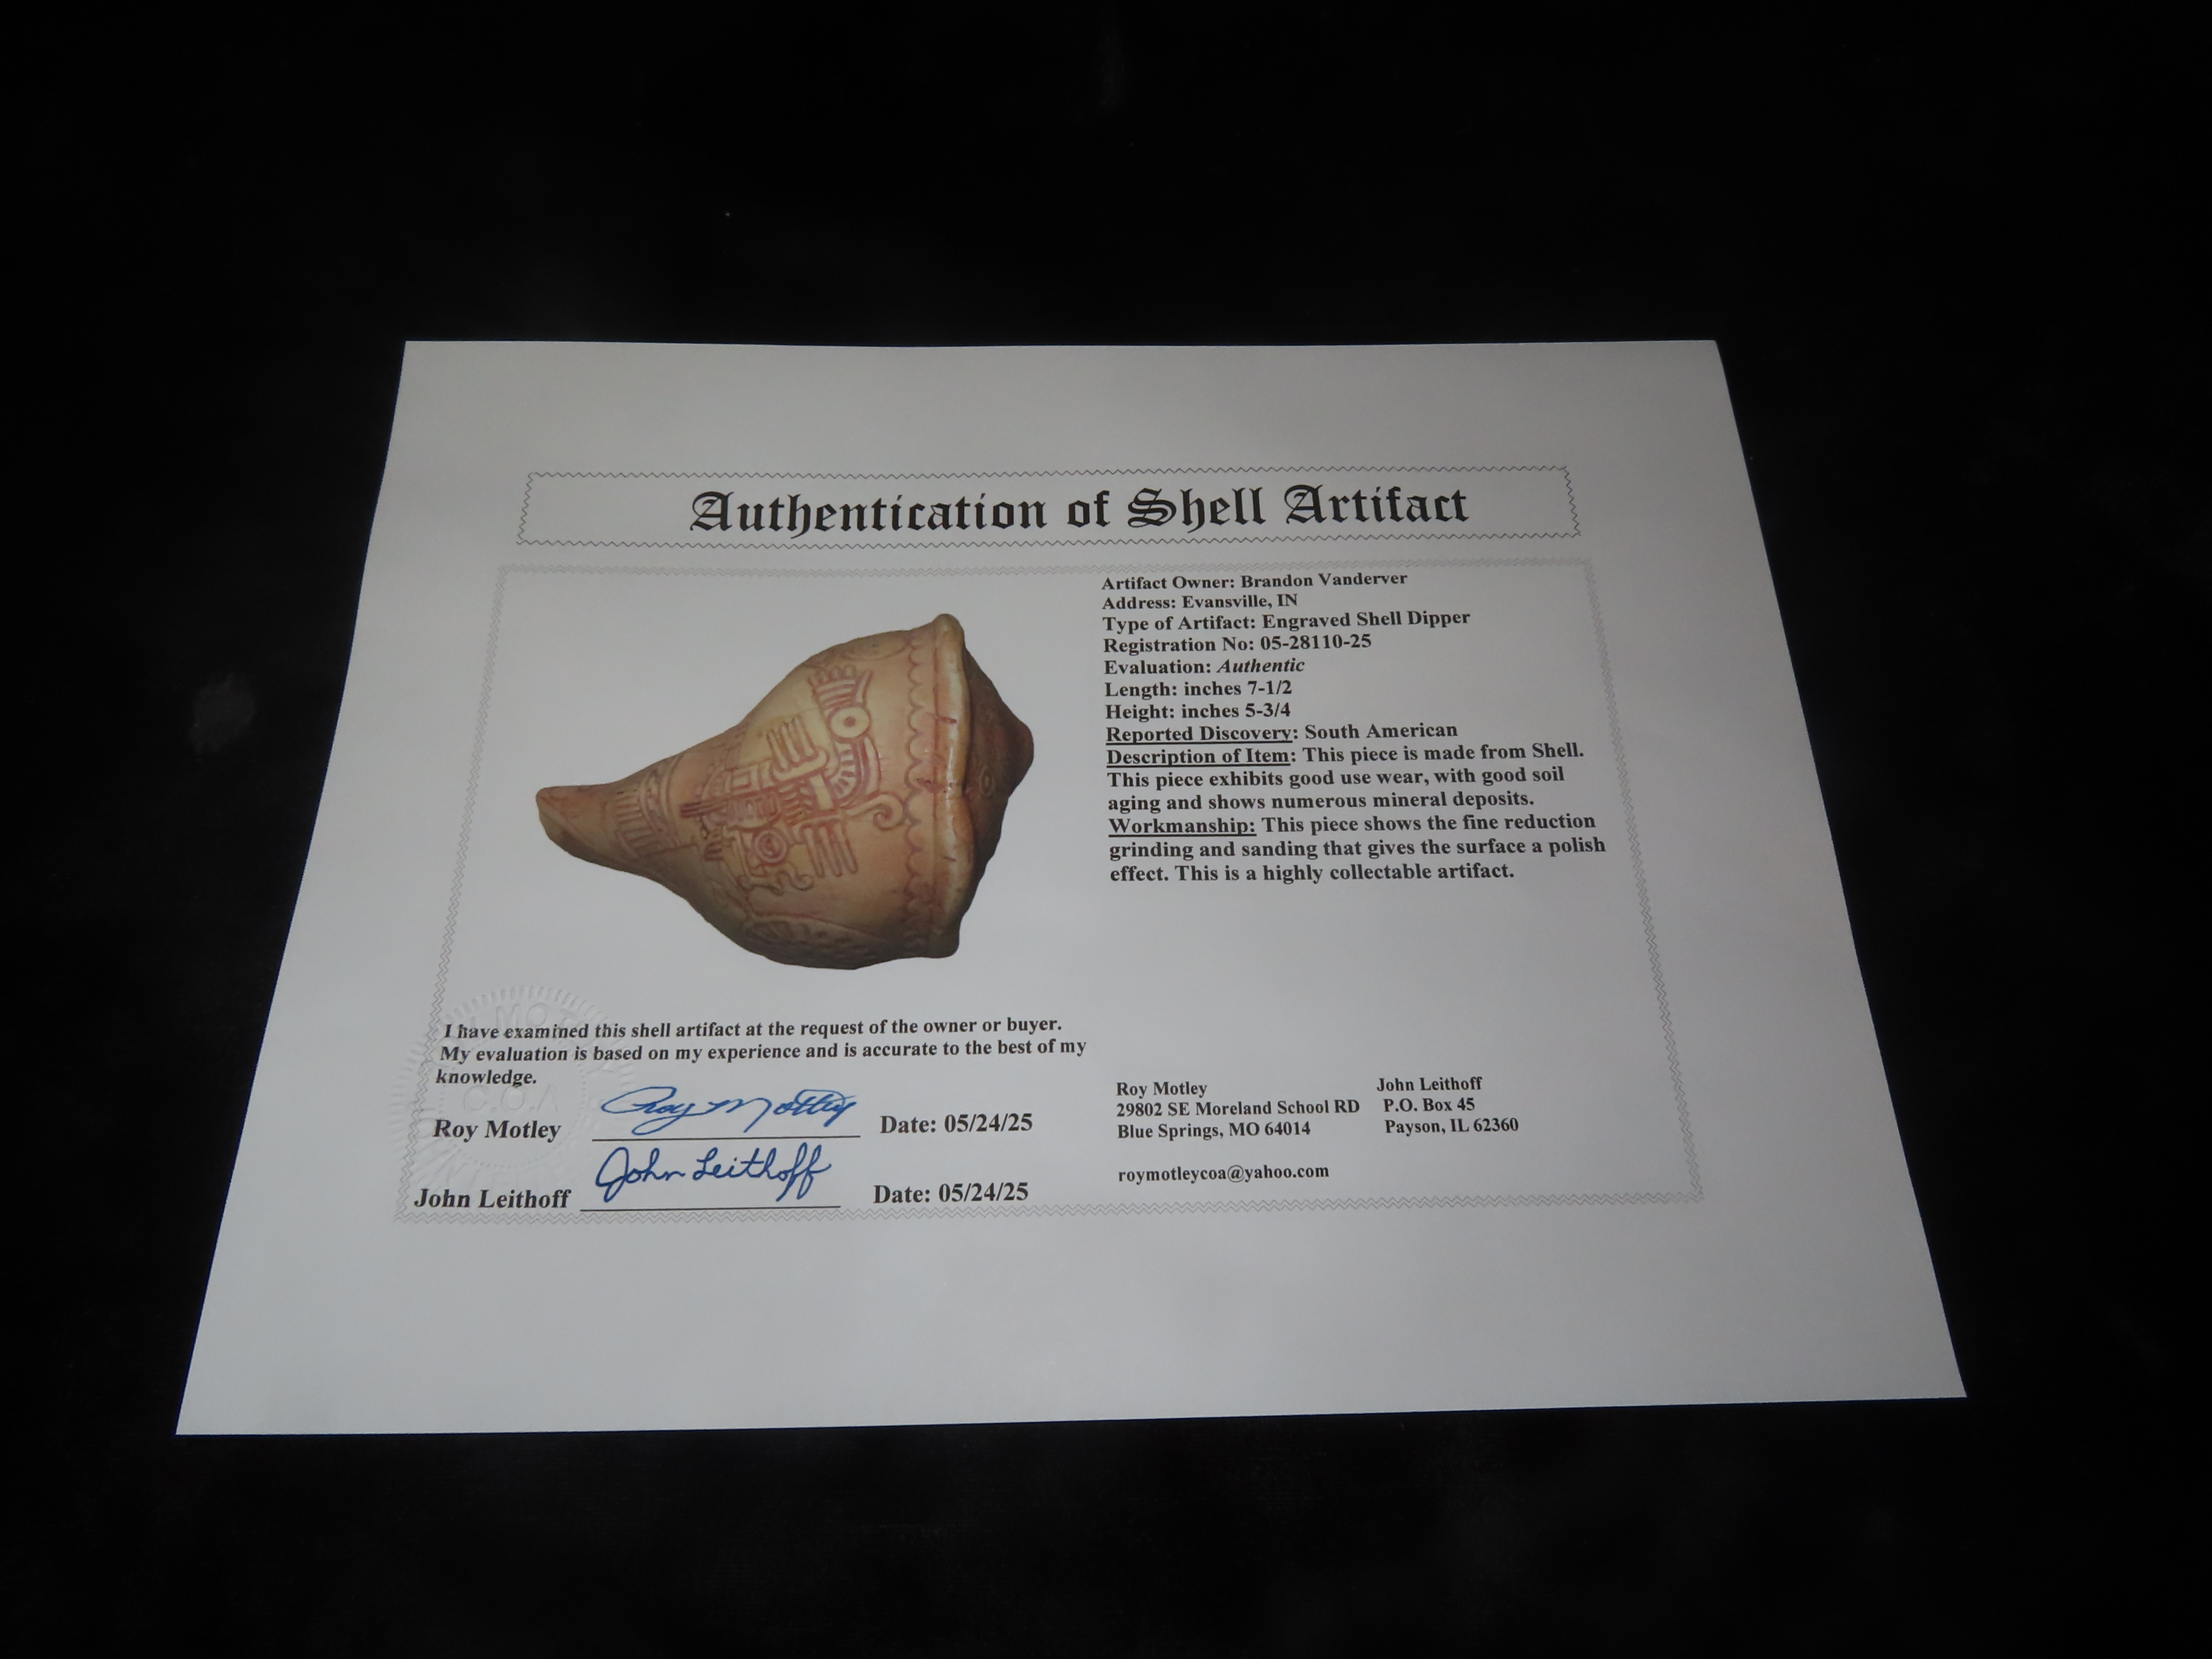 Authentication of Shell Artifact
Artifact Owner: Brandon Vanderver
Address: Evansville, IN
Type of Artifact: Engraved Shell Dipper
Registration No: 05-28110-25
Evaluation: Authentic
Length: inches 7-1/2
Height: inches 5-3/4
Reported Discovery: South American
Description of Item: This piece is made from Shell.
This piece exhibits good use wear, with good soil
aging and shows numerous mineral deposits.
Workmanship: This piece shows the fine reduction
grinding and sanding that gives the surface a polish
effect. This is a highly collectable artifact.
I have examined this shell artifact at the request of the owner or buyer.
My evaluation is based on my experience and is accurate to the best of my
knowledge.
C.O.A
Roy Motley Roy Motley Date: 05/24/25
John Leithoff John Leithoff Date: 05/24/25
Roy Motley
29802 SE Moreland School RD
Blue Springs, MO 64014
roymotleycoa@yahoo.com
John Leithoff
P.O. Box 45
Payson, IL 62360